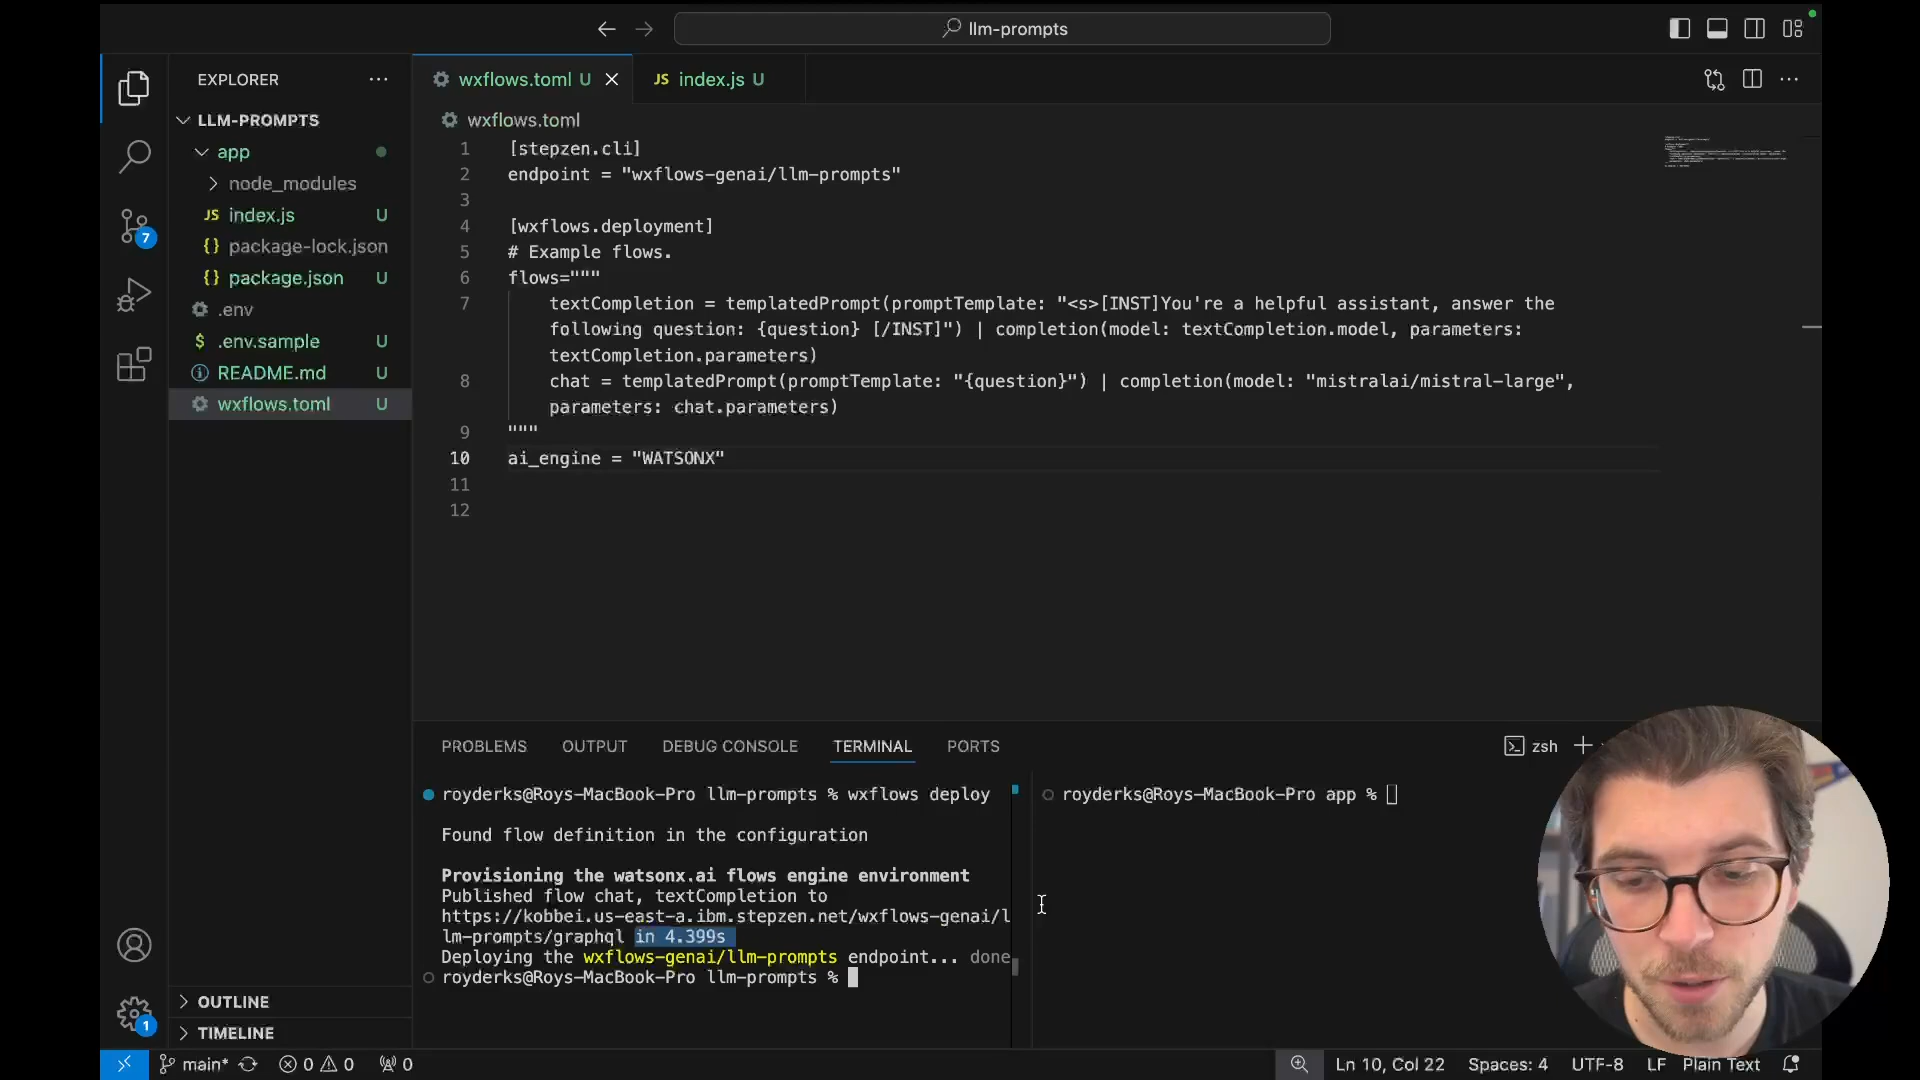 llm-prompts
EXPLORER
wxflows.toml U
JS index.js U
LLM-PROMPTS
wxflows.toml
app
node_modules
JS index.js U
{} package-lock.json
{} package.json U
.env
$ .env.sample U
README.md U
wxflows.toml U
1 [stepzen.cli]
2 endpoint = "wxflows-genai/llm-prompts"
3
4 [wxflows.deployment]
5 # Example flows.
6 flows="""
7 textCompletion = templatedPrompt(promptTemplate: "<s>[INST]You're a helpful assistant, answer the
following question: {question} [/INST]") | completion(model: textCompletion.model, parameters:
textCompletion.parameters)
8 chat = templatedPrompt(promptTemplate: "{question}") | completion(model: "mistralai/mistral-large",
parameters: chat.parameters)
9 """
10 ai_engine = "WATSONX"
11
12
7
PROBLEMS OUTPUT DEBUG CONSOLE TERMINAL PORTS
zsh
royderks@Roys-MacBook-Pro llm-prompts % wxflows deploy
Found flow definition in the configuration
Provisioning the watsonx.ai flows engine environment
Published flow chat, textCompletion to
https://kobbei.us-east-a.ibm.stepzen.net/wxflows-genai/l
lm-prompts/graphql in 4.399s
Deploying the wxflows-genai/llm-prompts endpoint... done
royderks@Roys-MacBook-Pro llm-prompts %
royderks@Roys-MacBook-Pro app %
OUTLINE
TIMELINE
1
main* 0 0 0
Ln 10, Col 22 Spaces: 4 UTF-8 LF Plain Text